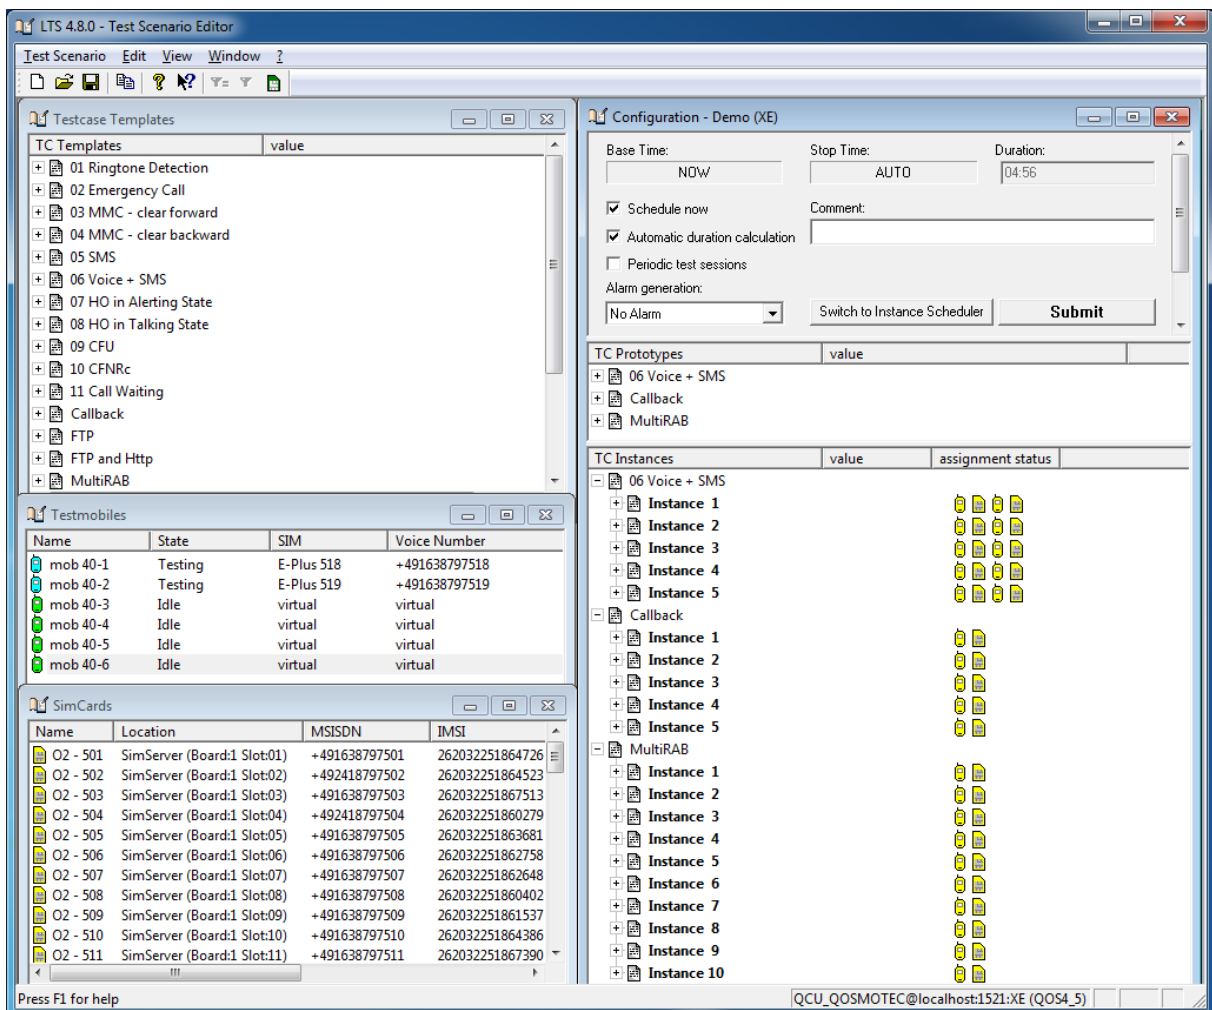 LTS 4.8.0 - Test Scenario Editor
Test Scenario Edit View Window ?
Testcase Templates
TC Templates value
01 Ringtone Detection
02 Emergency Call
03 MMC - clear forward
04 MMC - clear backward
05 SMS
06 Voice + SMS
07 HO in Alerting State
08 HO in Talking State
09 CFU
10 CFNRc
11 Call Waiting
Callback
FTP
FTP and Http
MultiRAB
Testmobiles
Name State SIM Voice Number
mob 40-1 Testing E-Plus 518 +491638797518
mob 40-2 Testing E-Plus 519 +491638797519
mob 40-3 Idle virtual virtual
mob 40-4 Idle virtual virtual
mob 40-5 Idle virtual virtual
mob 40-6 Idle virtual virtual
SimCards
Name Location MSISDN IMSI
O2 - 501 SimServer (Board:1 Slot:01) +491638797501 262032251864726
O2 - 502 SimServer (Board:1 Slot:02) +492418797502 262032251864523
O2 - 503 SimServer (Board:1 Slot:03) +491638797503 262032251867513
O2 - 504 SimServer (Board:1 Slot:04) +492418797504 262032251860279
O2 - 505 SimServer (Board:1 Slot:05) +491638797505 262032251863681
O2 - 506 SimServer (Board:1 Slot:06) +491638797506 262032251862758
O2 - 507 SimServer (Board:1 Slot:07) +491638797507 262032251862648
O2 - 508 SimServer (Board:1 Slot:08) +491638797508 262032251860402
O2 - 509 SimServer (Board:1 Slot:09) +491638797509 262032251861537
O2 - 510 SimServer (Board:1 Slot:10) +491638797510 262032251864386
O2 - 511 SimServer (Board:1 Slot:11) +491638797511 262032251867390
Configuration - Demo (XE)
Base Time: Stop Time: Duration:
NOW AUTO 04:56
Schedule now Comment:
Automatic duration calculation
Periodic test sessions
Alarm generation:
No Alarm Switch to Instance Scheduler Submit
TC Prototypes value
06 Voice + SMS
Callback
MultiRAB
TC Instances value assignment status
06 Voice + SMS
Instance 1
Instance 2
Instance 3
Instance 4
Instance 5
Callback
Instance 1
Instance 2
Instance 3
Instance 4
Instance 5
MultiRAB
Instance 1
Instance 2
Instance 3
Instance 4
Instance 5
Instance 6
Instance 7
Instance 8
Instance 9
Instance 10
Press F1 for help QCU_QOSMOTEC@localhost:1521:XE (QOS4_5)